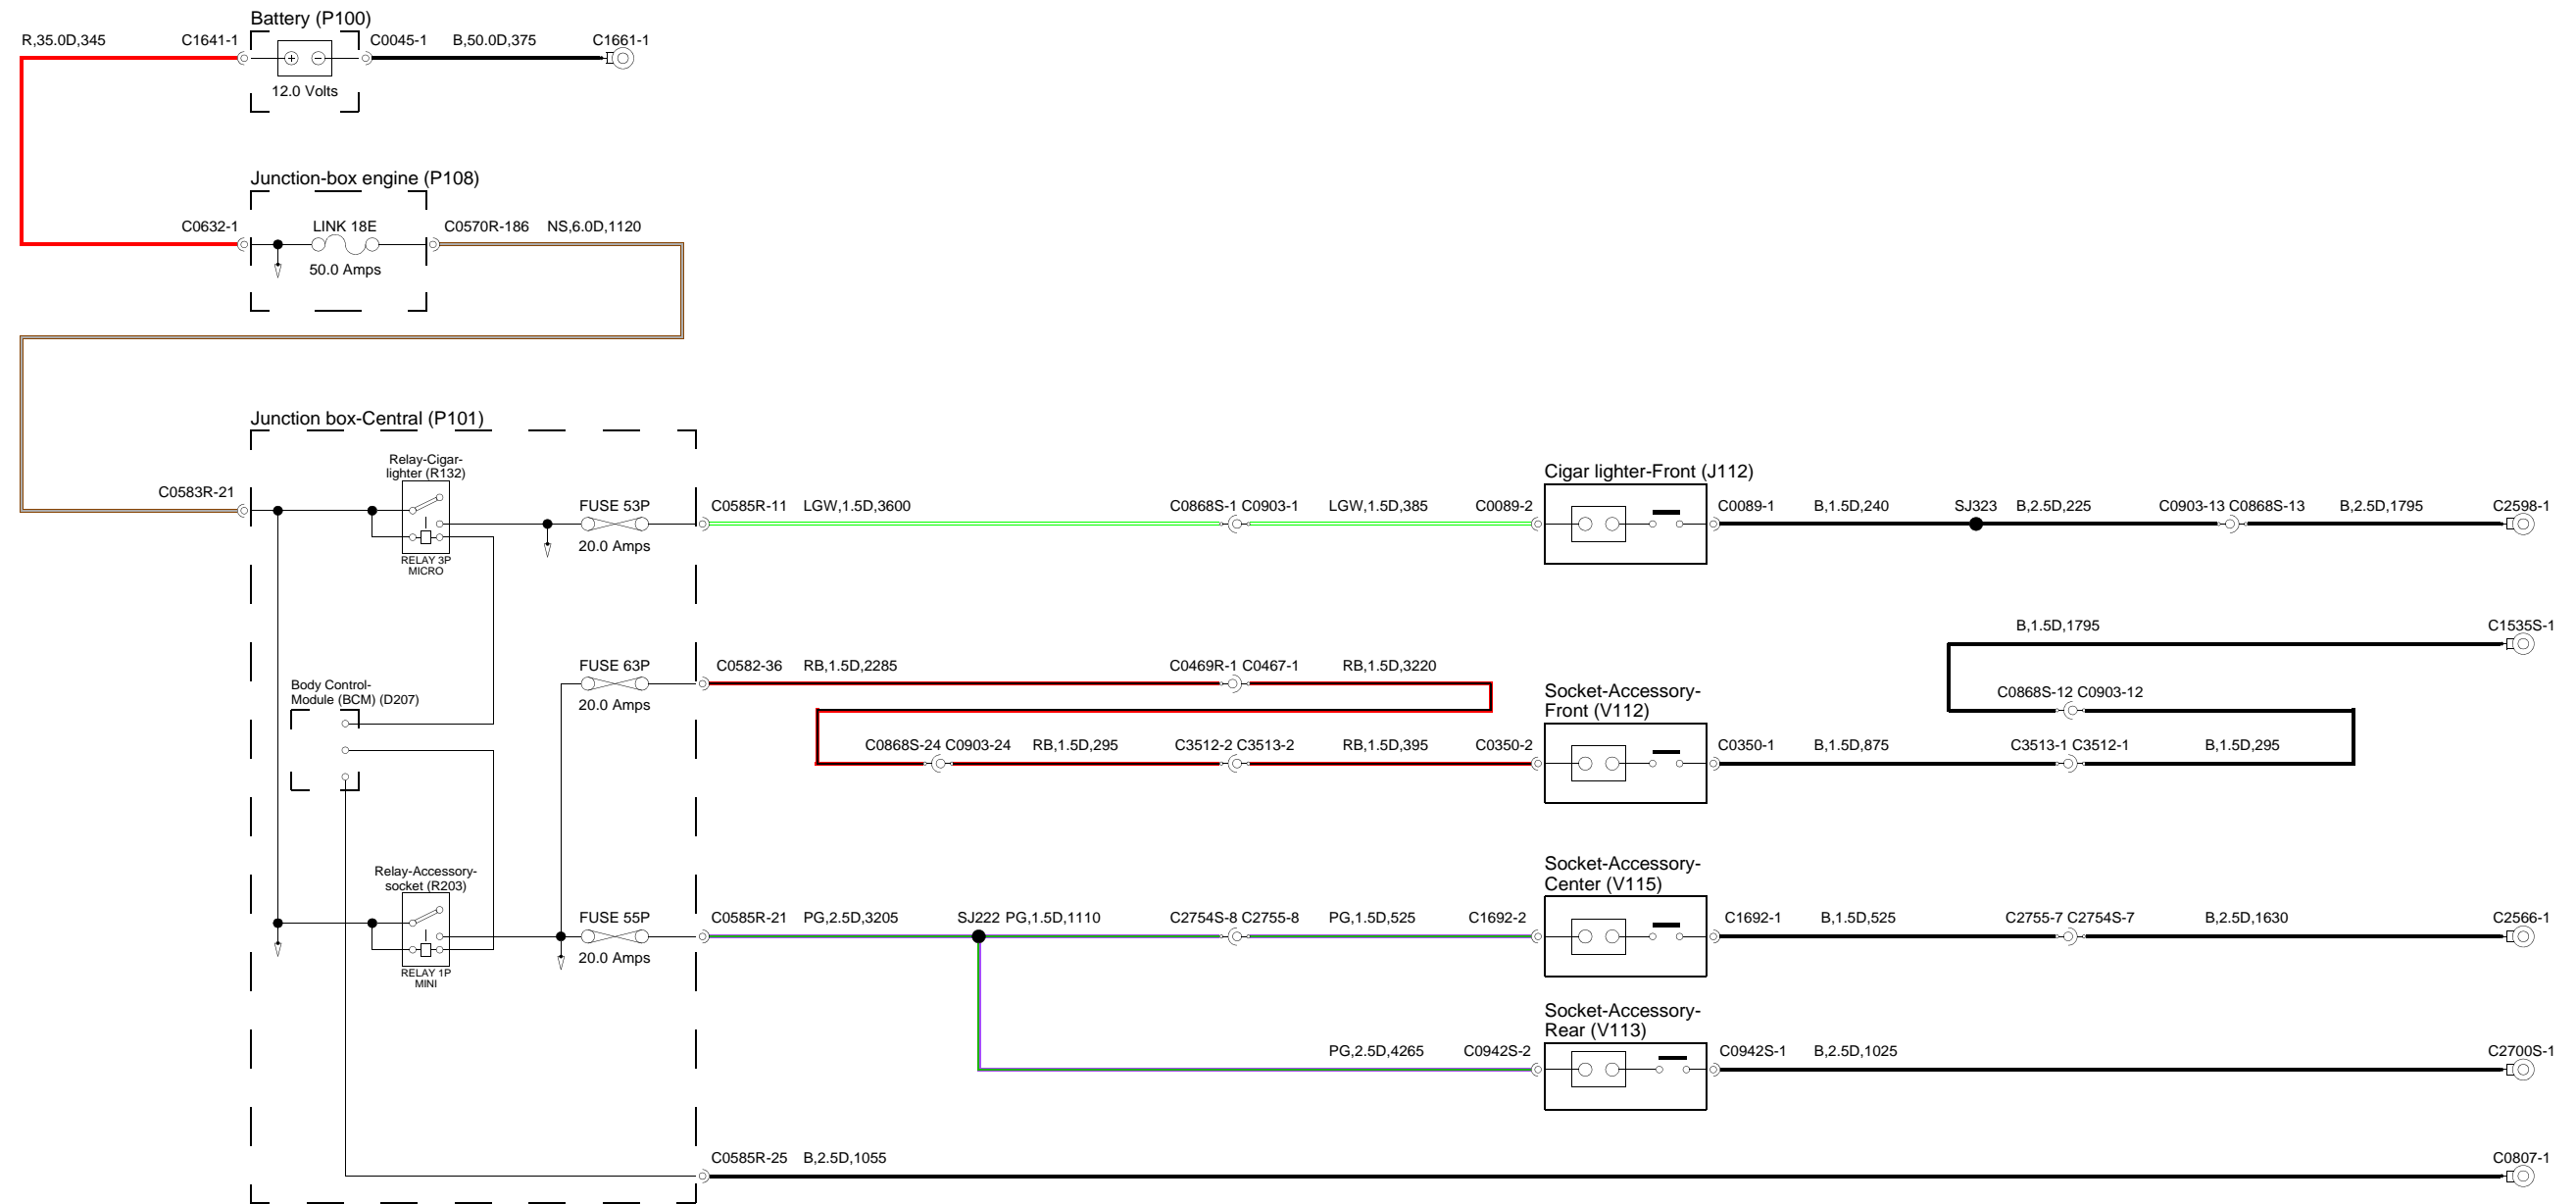 Battery (P100)
R,35.0D,345
C1641-1
C0045-1
B,50.0D,375
C1661-1
12.0 Volts
Junction-box engine (P108)
C0632-1
LINK 18E
C0570R-186
NS,6.0D,1120
50.0 Amps
Junction box-Central (P101)
Relay-Cigar-
lighter (R132)
C0583R-21
RELAY 3P
MICRO
FUSE 53P
20.0 Amps
C0585R-11
LGW,1.5D,3600
C0868S-1 C0903-1
LGW,1.5D,385
C0089-2
Cigar lighter-Front (J112)
C0089-1
B,1.5D,240
SJ323
B,2.5D,225
C0903-13 C0868S-13
B,2.5D,1795
C2598-1
B,1.5D,1795
C1535S-1
FUSE 63P
20.0 Amps
C0582-36
RB,1.5D,2285
C0469R-1 C0467-1
RB,1.5D,3220
Body Control-
Module (BCM) (D207)
Socket-Accessory-
Front (V112)
C0868S-12 C0903-12
C0868S-24 C0903-24
RB,1.5D,295
C3512-2 C3513-2
RB,1.5D,395
C0350-2
C0350-1
B,1.5D,875
C3513-1 C3512-1
B,1.5D,295
Relay-Accessory-
socket (R203)
RELAY 1P
MINI
FUSE 55P
20.0 Amps
C0585R-21
PG,2.5D,3205
SJ222
PG,1.5D,1110
C2754S-8 C2755-8
PG,1.5D,525
C1692-2
Socket-Accessory-
Center (V115)
C1692-1
B,1.5D,525
C2755-7 C2754S-7
B,2.5D,1630
C2566-1
Socket-Accessory-
Rear (V113)
PG,2.5D,4265
C0942S-2
C0942S-1
B,2.5D,1025
C2700S-1
C0585R-25
B,2.5D,1055
C0807-1